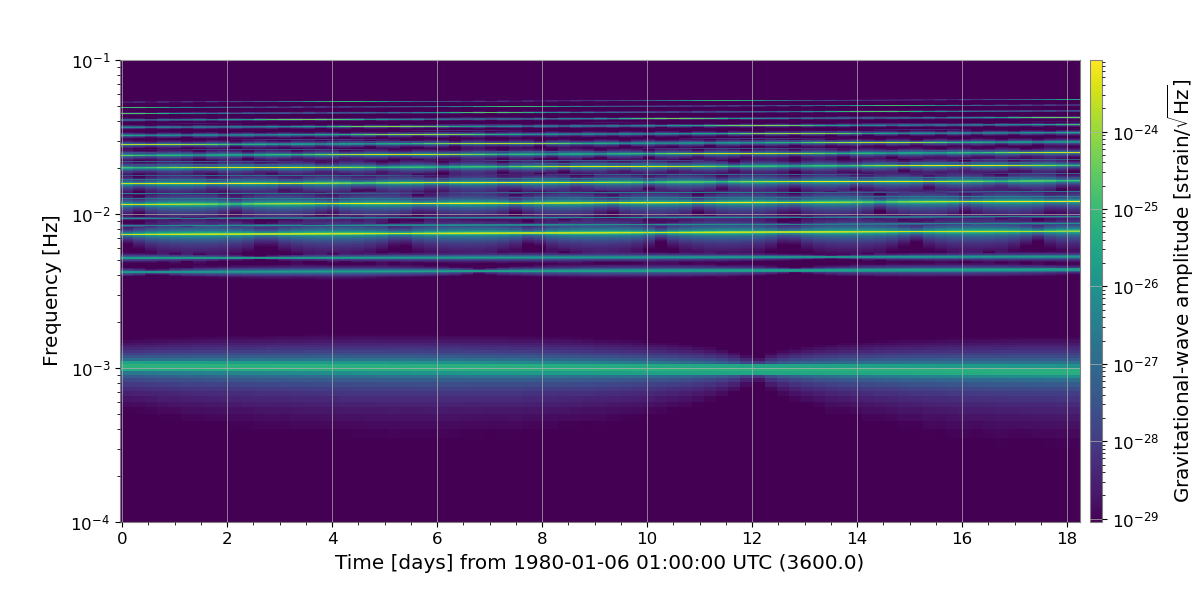 10⁻¹
10⁻²
10⁻³
10⁻⁴
Frequency [Hz]
0 2 4 6 8 10 12 14 16 18
Time [days] from 1980-01-06 01:00:00 UTC (3600.0)
10⁻²⁴
10⁻²⁵
10⁻²⁶
10⁻²⁷
10⁻²⁸
10⁻²⁹
Gravitational-wave amplitude [strain/√Hz]